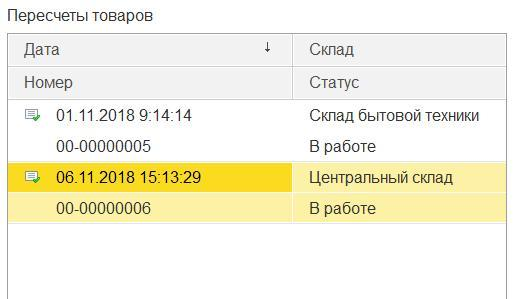 Пересчеты товаров
Дата ↓ Склад
Номер Статус
01.11.2018 9:14:14 Склад бытовой техники
00-00000005 В работе
06.11.2018 15:13:29 Центральный склад
00-00000006 В работе